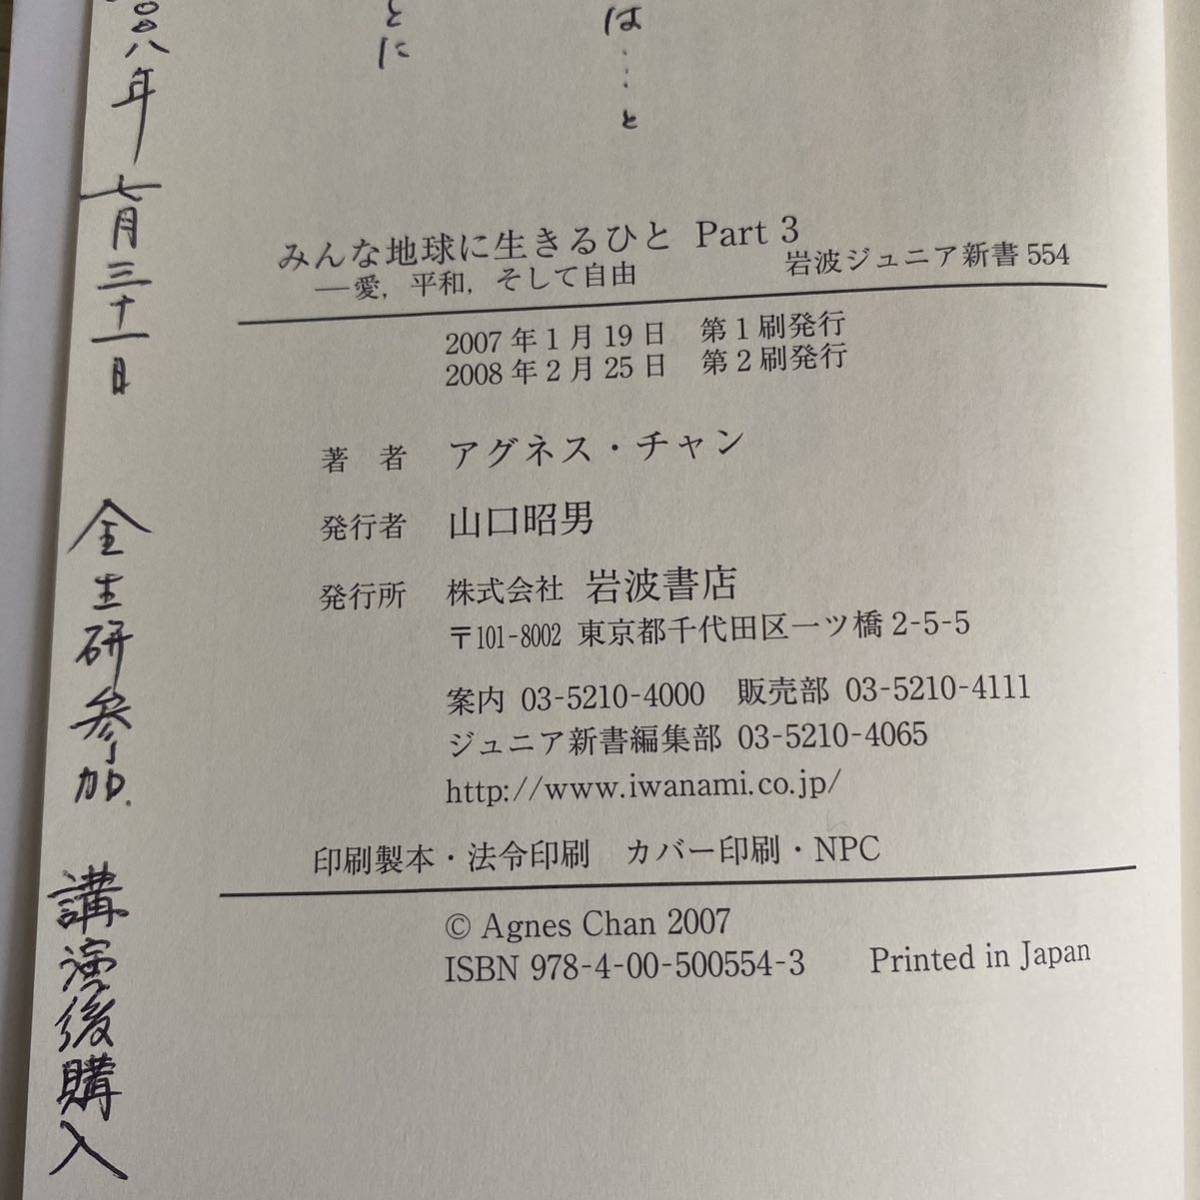 は…と
とに
〇〇八年 七月三十一日 全生研参加. 講演後購入
みんな地球に生きるひと Part 3
—愛，平和，そして自由
岩波ジュニア新書 554
2007 年 1 月 19 日 第 1 刷発行
2008 年 2 月 25 日 第 2 刷発行
著 者 アグネス・チャン
発行者 山口昭男
発行所 株式会社 岩波書店
〒101-8002 東京都千代田区一ツ橋 2-5-5
案内 03-5210-4000 販売部 03-5210-4111
ジュニア新書編集部 03-5210-4065
http://www.iwanami.co.jp/
印刷製本・法令印刷 カバー印刷・NPC
© Agnes Chan 2007
ISBN 978-4-00-500554-3 Printed in Japan